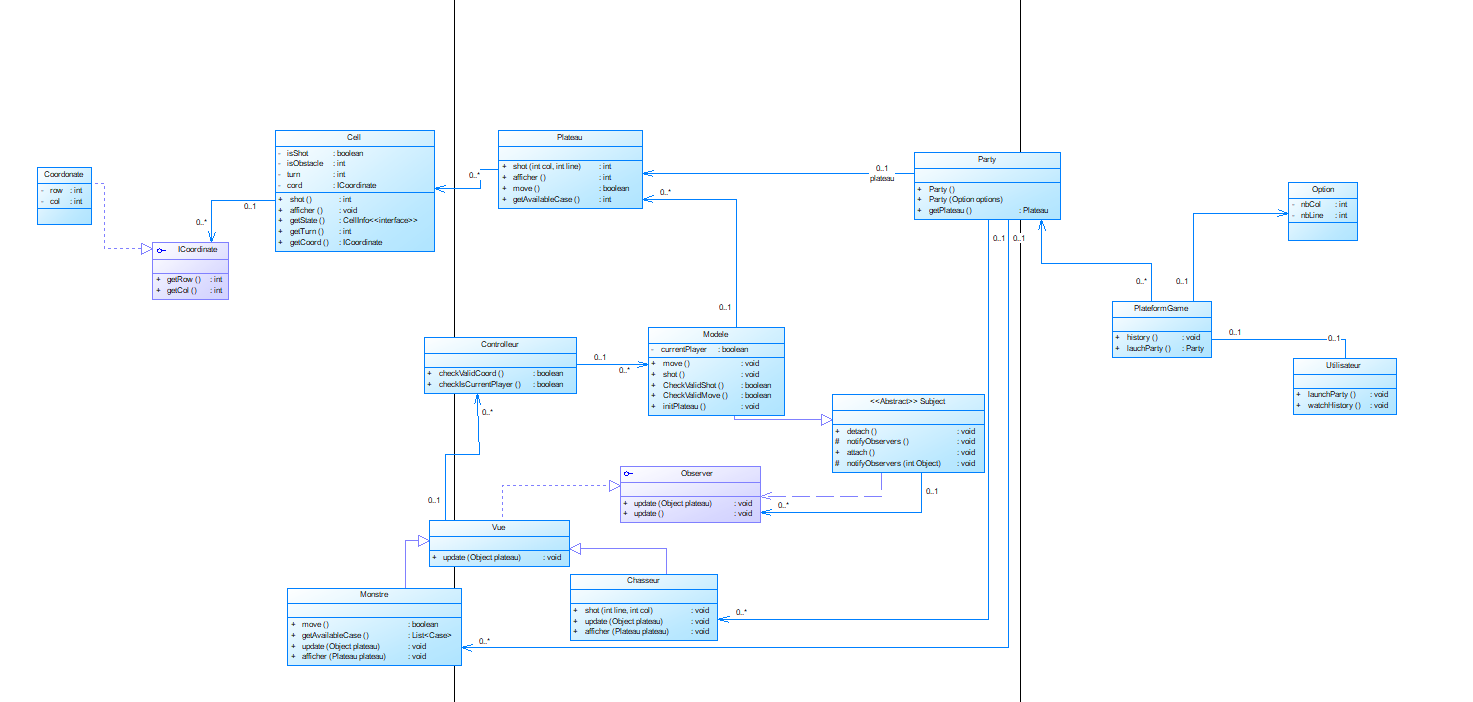 Coordonate
- row : int
- col : int
0..1
0..*
ICoordinate
+ getRow () : int
+ getCol () : int
Cell
- isShot : boolean
- isObstacle : int
- turn : int
- cord : ICoordinate
+ shot () : int
+ afficher () : void
+ getState () : CellInfo<<interface>>
+ getTurn () : int
+ getCoord () : ICoordinate
0..*
Plateau
+ shot (int col, int line) : int
+ afficher () : int
+ move () : boolean
+ getAvailableCase () : int
0..*
0..1
plateau
Party
+ Party ()
+ Party (Option options)
+ getPlateau () : Plateau
0..1
0..1
Option
- nbCol : int
- nbLine : int
0..*
0..1
PlateformGame
+ history () : void
+ lauchParty () : Party
0..1
0..1
Utilisateur
+ launchParty () : void
+ watchHistory () : void
0..1
Modele
- currentPlayer : boolean
+ move () : void
+ shot () : void
+ CheckValidShot () : boolean
+ CheckValidMove () : boolean
+ initPlateau () : void
Controlleur
+ checkValidCoord () : boolean
+ checkIsCurrentPlayer () : boolean
0..1
0..*
0..*
<<Abstract>> Subject
+ detach () : void
# notifyObservers () : void
+ attach () : void
# notifyObservers (int Object) : void
0..1
0..*
Observer
+ update (Object plateau) : void
+ update () : void
0..1
Vue
+ update (Object plateau) : void
Chasseur
+ shot (int line, int col) : void
+ update (Object plateau) : void
+ afficher (Plateau plateau) : void
0..*
Monstre
+ move () : boolean
+ getAvailableCase () : List<Case>
+ update (Object plateau) : void
+ afficher (Plateau plateau) : void
0..*